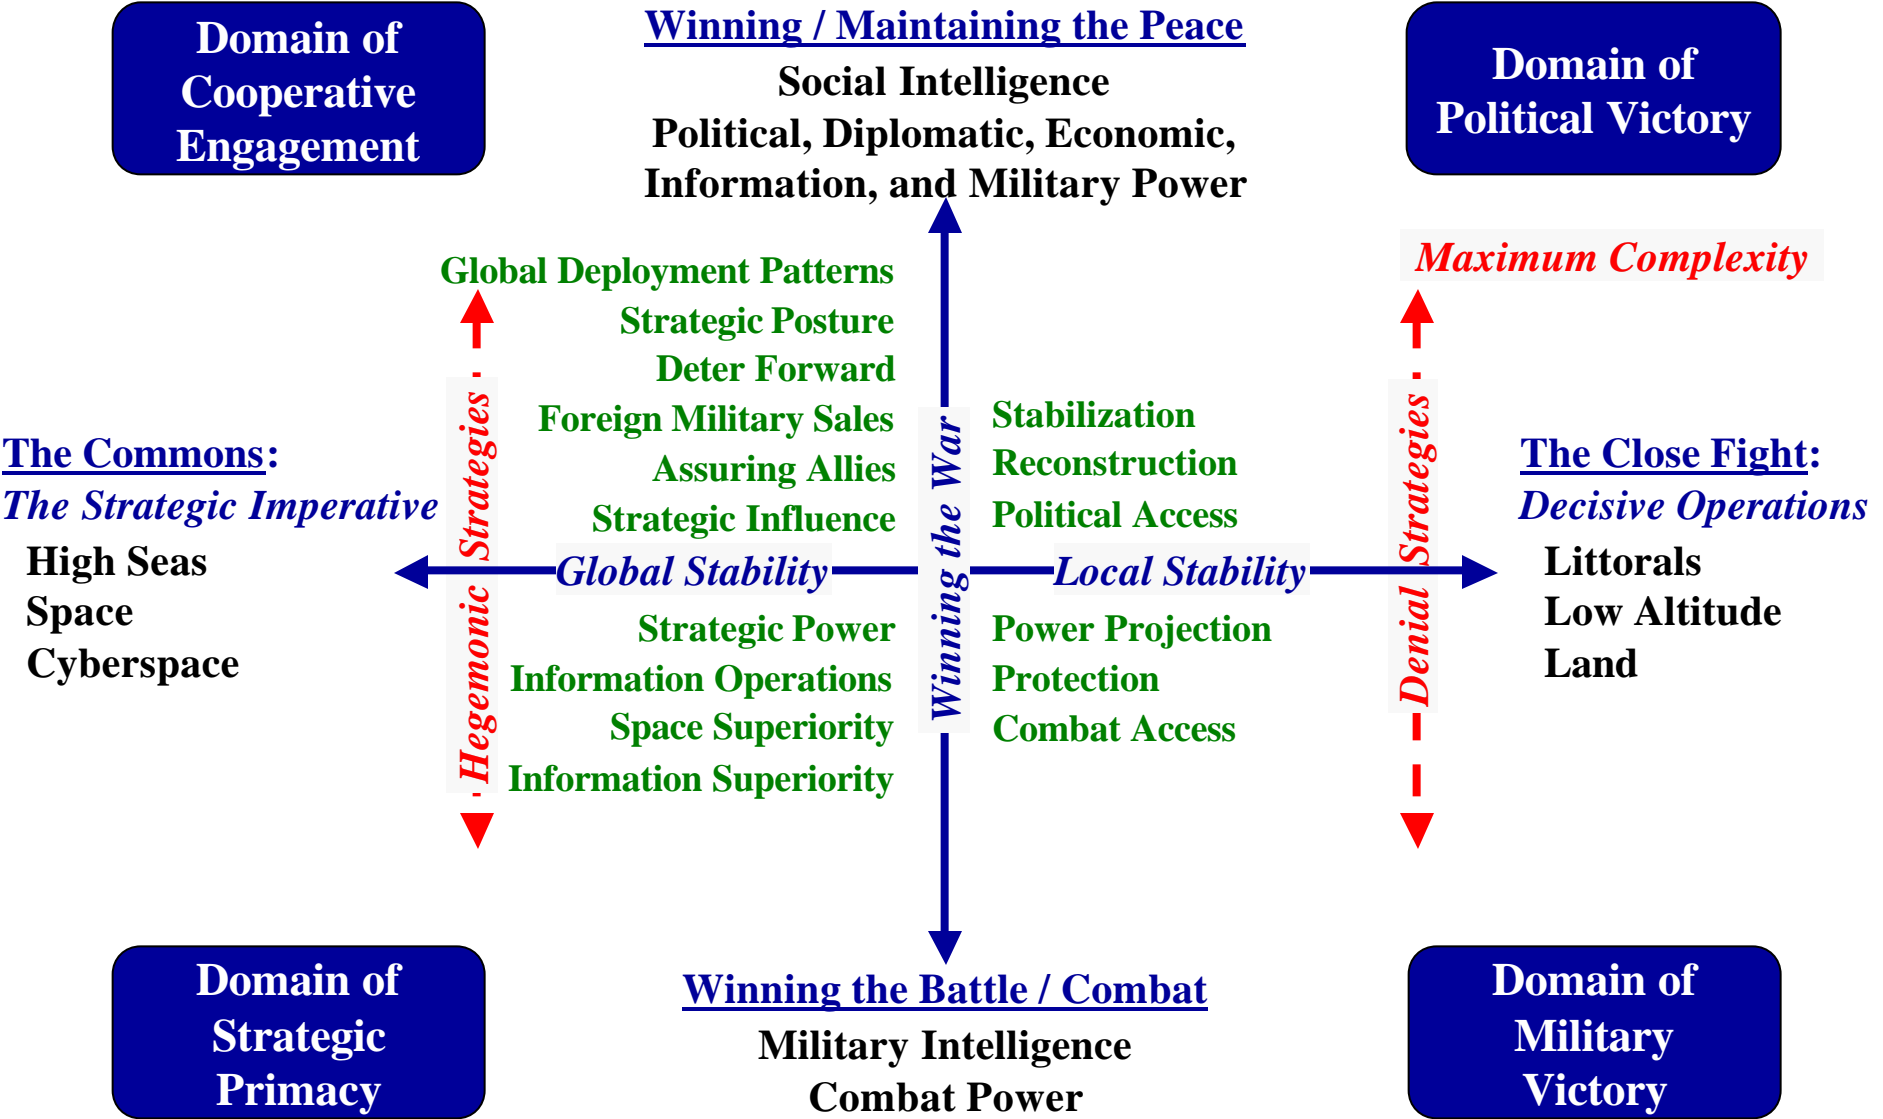 Domain of
Cooperative
Engagement
Winning / Maintaining the Peace
Social Intelligence
Political, Diplomatic, Economic,
Information, and Military Power
Domain of
Political Victory
Maximum Complexity
Global Deployment Patterns
Strategic Posture
Deter Forward
Foreign Military Sales
Assuring Allies
Strategic Influence
Stabilization
Reconstruction
Political Access
The Commons:
The Strategic Imperative
High Seas
Space
Cyberspace
Hegemonic Strategies
Global Stability
Winning the War
Local Stability
Denial Strategies
The Close Fight:
Decisive Operations
Littorals
Low Altitude
Land
Strategic Power
Information Operations
Space Superiority
Information Superiority
Power Projection
Protection
Combat Access
Domain of
Strategic
Primacy
Winning the Battle / Combat
Military Intelligence
Combat Power
Domain of
Military
Victory